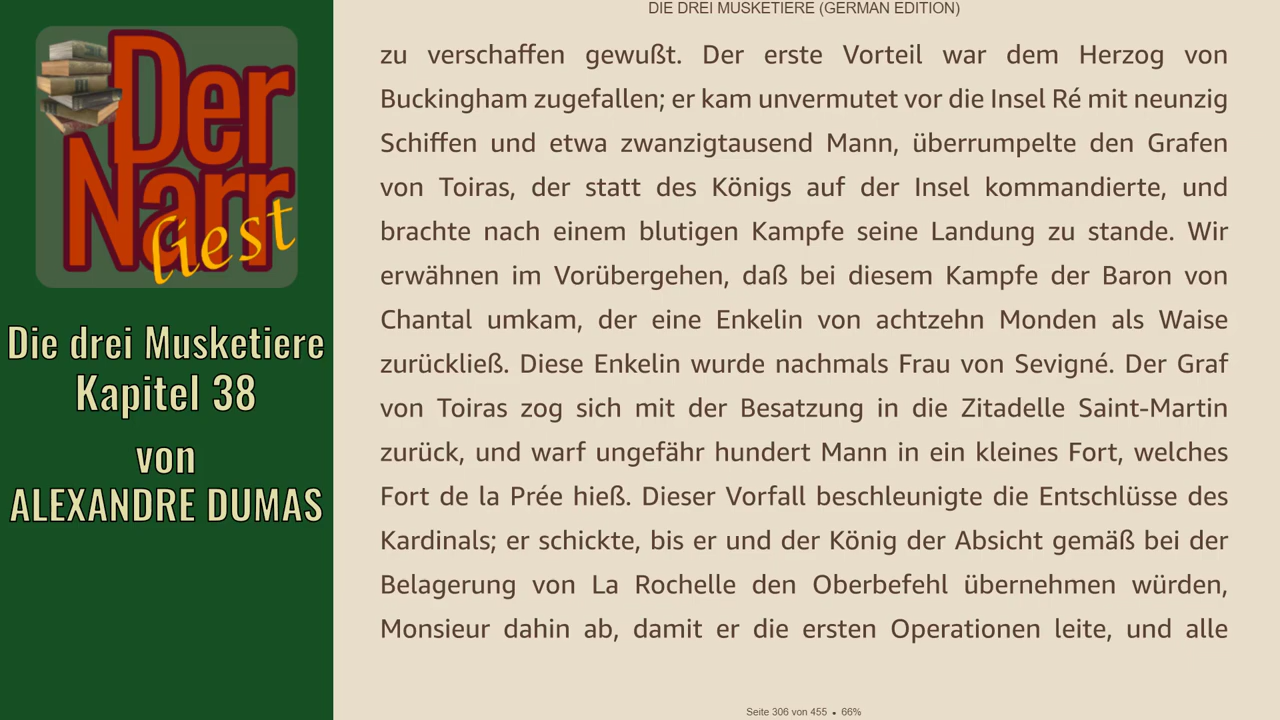 Der
Narr
liest
Die drei Musketiere
Kapitel 38
von
ALEXANDRE DUMAS
DIE DREI MUSKETIERE (GERMAN EDITION)
zu verschaffen gewußt. Der erste Vorteil war dem Herzog von
Buckingham zugefallen; er kam unvermutet vor die Insel Ré mit neunzig
Schiffen und etwa zwanzigtausend Mann, überrumpelte den Grafen
von Toiras, der statt des Königs auf der Insel kommandierte, und
brachte nach einem blutigen Kampfe seine Landung zu stande. Wir
erwähnen im Vorübergehen, daß bei diesem Kampfe der Baron von
Chantal umkam, der eine Enkelin von achtzehn Monden als Waise
zurückließ. Diese Enkelin wurde nachmals Frau von Sevigné. Der Graf
von Toiras zog sich mit der Besatzung in die Zitadelle Saint-Martin
zurück, und warf ungefähr hundert Mann in ein kleines Fort, welches
Fort de la Prée hieß. Dieser Vorfall beschleunigte die Entschlüsse des
Kardinals; er schickte, bis er und der König der Absicht gemäß bei der
Belagerung von La Rochelle den Oberbefehl übernehmen würden,
Monsieur dahin ab, damit er die ersten Operationen leite, und alle
Seite 306 von 455 • 66%